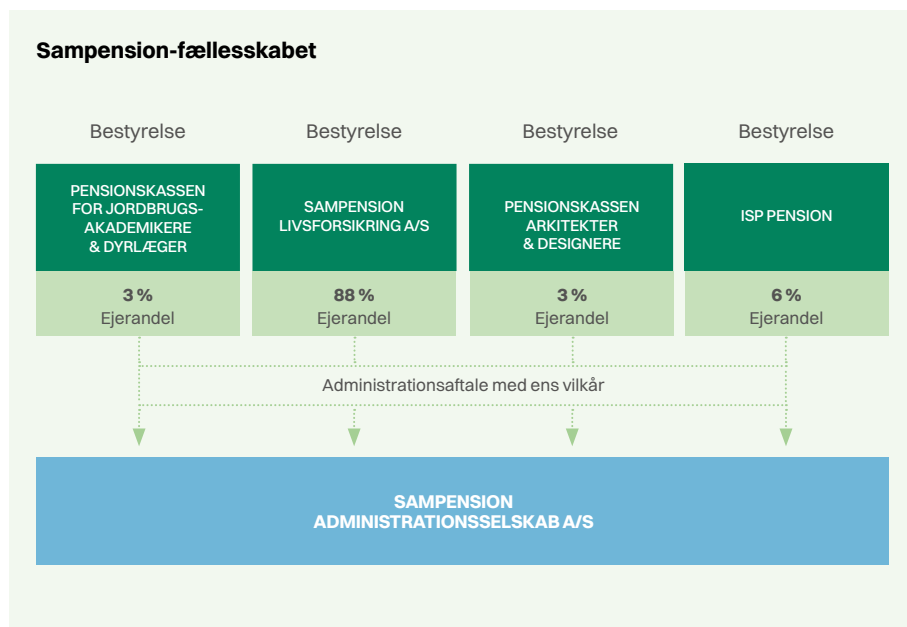 Sampension-fællesskabet
Bestyrelse
Bestyrelse
Bestyrelse
Bestyrelse
PENSIONSKASSEN
FOR JORDBRUGS-
AKADEMIKERE
& DYRLÆGER
SAMPENSION
LIVSFORSIKRING A/S
PENSIONSKASSEN
ARKITEKTER
& DESIGNERE
ISP PENSION
3 %
Ejerandel
88 %
Ejerandel
3 %
Ejerandel
6 %
Ejerandel
Administrationsaftale med ens vilkår
SAMPENSION
ADMINISTRATIONSSELSKAB A/S